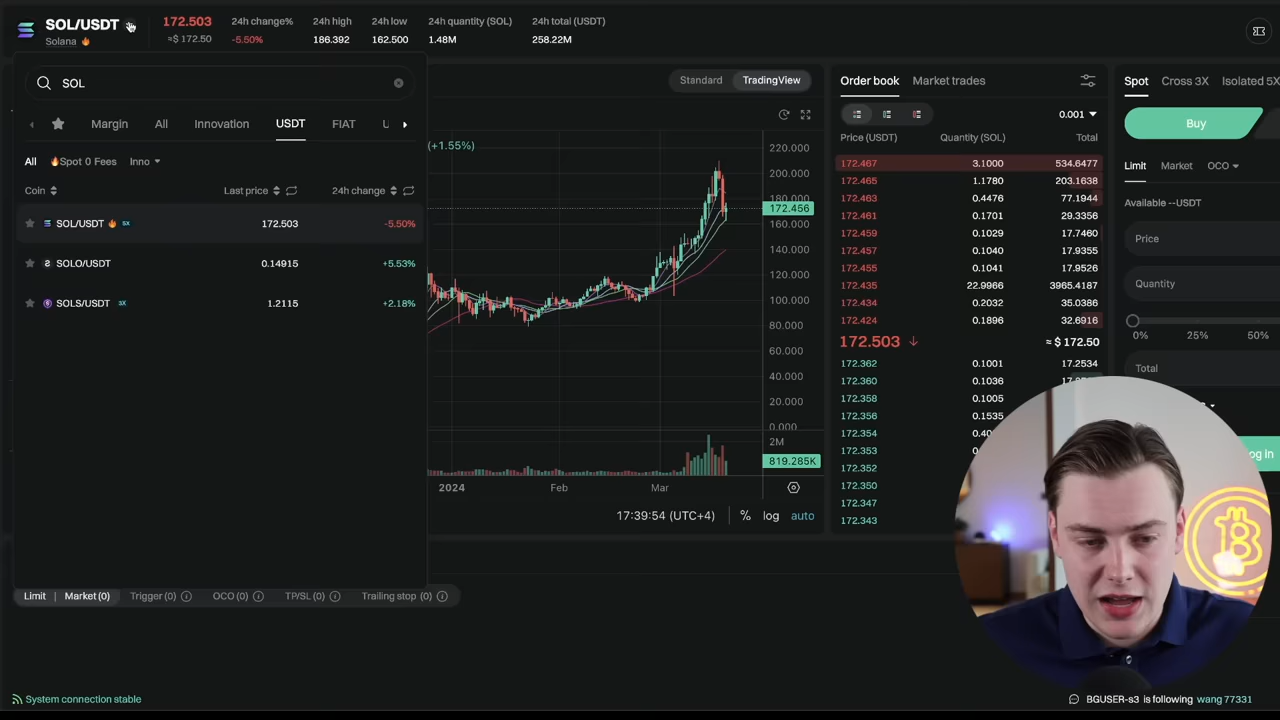 SOL/USDT
Solana
172.503
≈$ 172.50
24h change%
-5.50%
24h high
186.392
24h low
162.500
24h quantity (SOL)
1.48M
24h total (USDT)
258.22M
SOL
Margin All Innovation USDT FIAT
All Spot 0 Fees Inno
Coin Last price 24h change
SOL/USDT 5X 172.503 -5.50%
SOLO/USDT 0.14915 +5.53%
SOLS/USDT 3X 1.2115 +2.18%
Standard TradingView
(+1.55%)
220.000
200.000
180.000
172.456
160.000
140.000
120.000
100.000
80.000
60.000
40.000
20.000
0.000
2M
819.285K
2024 Feb Mar
17:39:54 (UTC+4) % log auto
Order book Market trades
0.001
Price (USDT) Quantity (SOL) Total
172.467 3.1000 534.6477
172.465 1.1780 203.1638
172.463 0.4476 77.1944
172.461 0.1701 29.3356
172.459 0.1029 17.7460
172.457 0.1040 17.9355
172.455 0.1041 17.9526
172.435 22.9966 3965.4187
172.434 0.2032 35.0386
172.424 0.1896 32.6916
172.503 ↓ ≈ $ 172.50
172.362 0.1001 17.2534
172.360 0.1036
172.358 0.1005
172.356 0.1535
172.354
172.353
172.352
172.350
172.347
172.343
Spot Cross 3X Isolated 5X
Buy
Limit Market OCO
Available --USDT
Price
Quantity
0% 25% 50%
Total
Log In
Limit Market(0) Trigger (0) OCO (0) TP/SL (0) Trailing stop (0)
System connection stable
BGUSER-s3 is following wang 77331